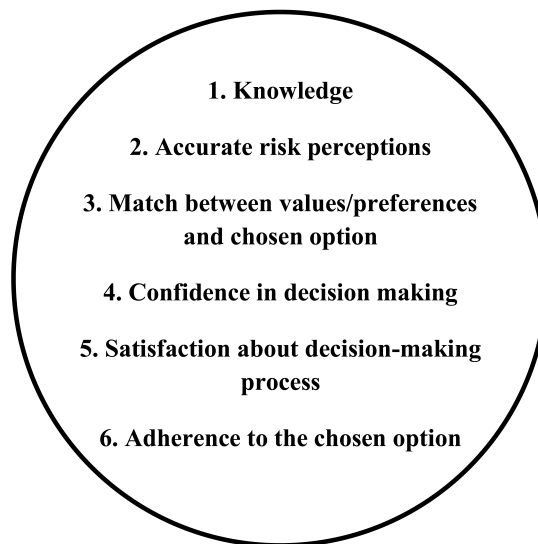 1. Knowledge
2. Accurate risk perceptions
3. Match between values/preferences
and chosen option
4. Confidence in decision making
5. Satisfaction about decision-making
process
6. Adherence to the chosen option